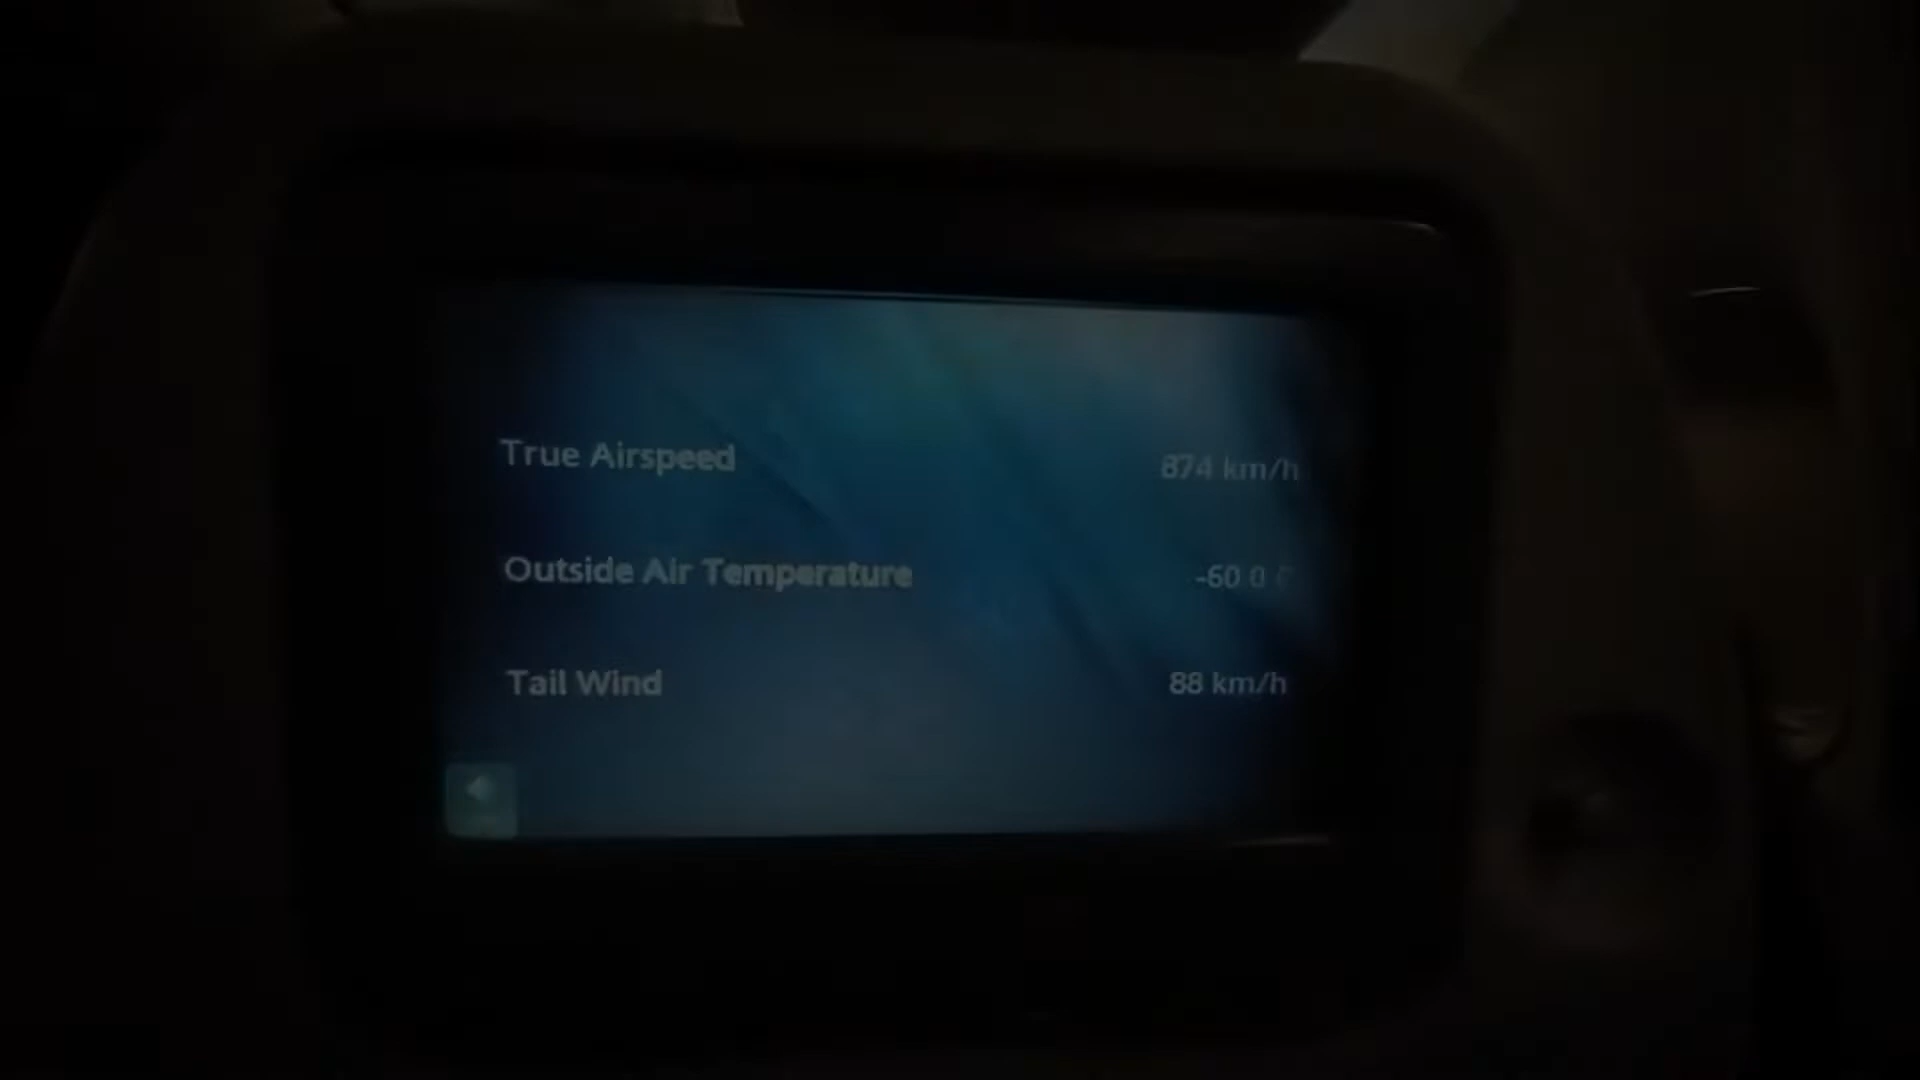 True Airspeed 874 km/h
Outside Air Temperature -60.0 C
Tail Wind 88 km/h